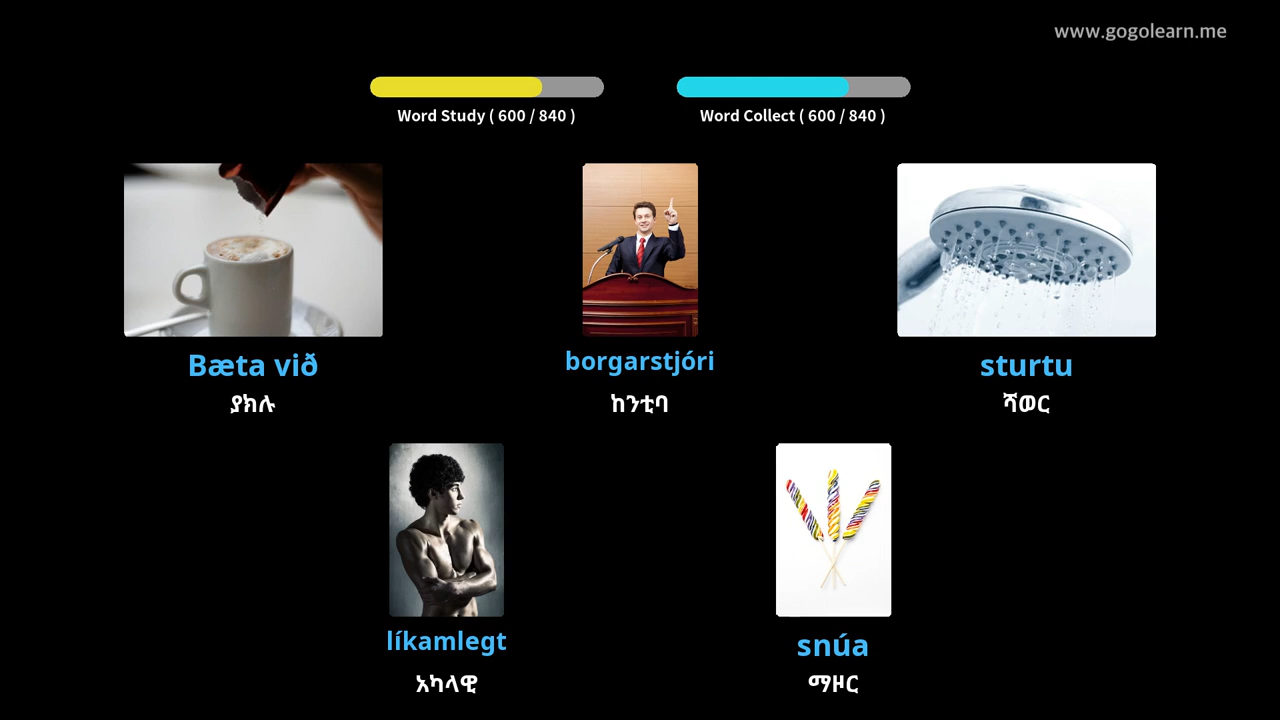 www.gogolearn.me
Word Study ( 600 / 840 )
Word Collect ( 600 / 840 )
Bæta við
ያክሉ
borgarstjóri
ከንቲባ
sturtu
ሻወር
líkamlegt
አካላዊ
snúa
ማዞር